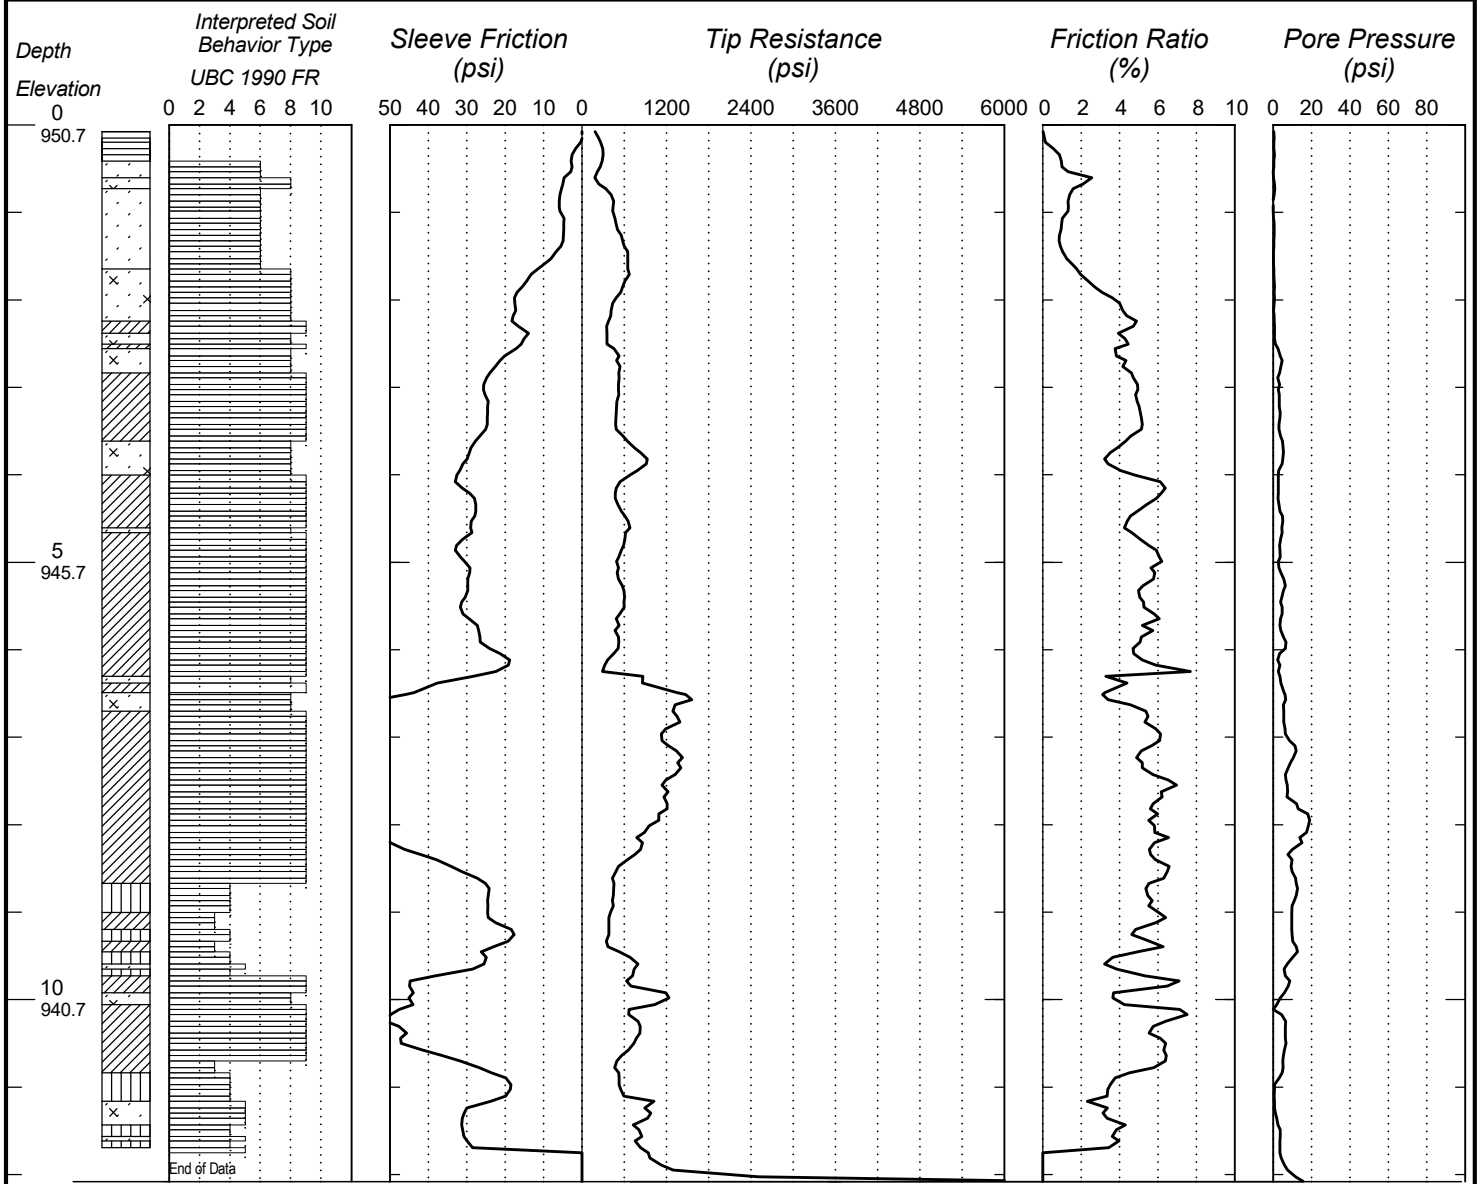 Depth
Elevation
Interpreted Soil
Behavior Type
UBC 1990 FR
Sleeve Friction
(psi)
Tip Resistance
(psi)
Friction Ratio
(%)
Pore Pressure
(psi)
0 2 4 6 8 10
50 40 30 20 10 0
1200 2400 3600 4800 6000
0 2 4 6 8 10
0 20 40 60 80
0
950.7
5
945.7
10
940.7
End of Data